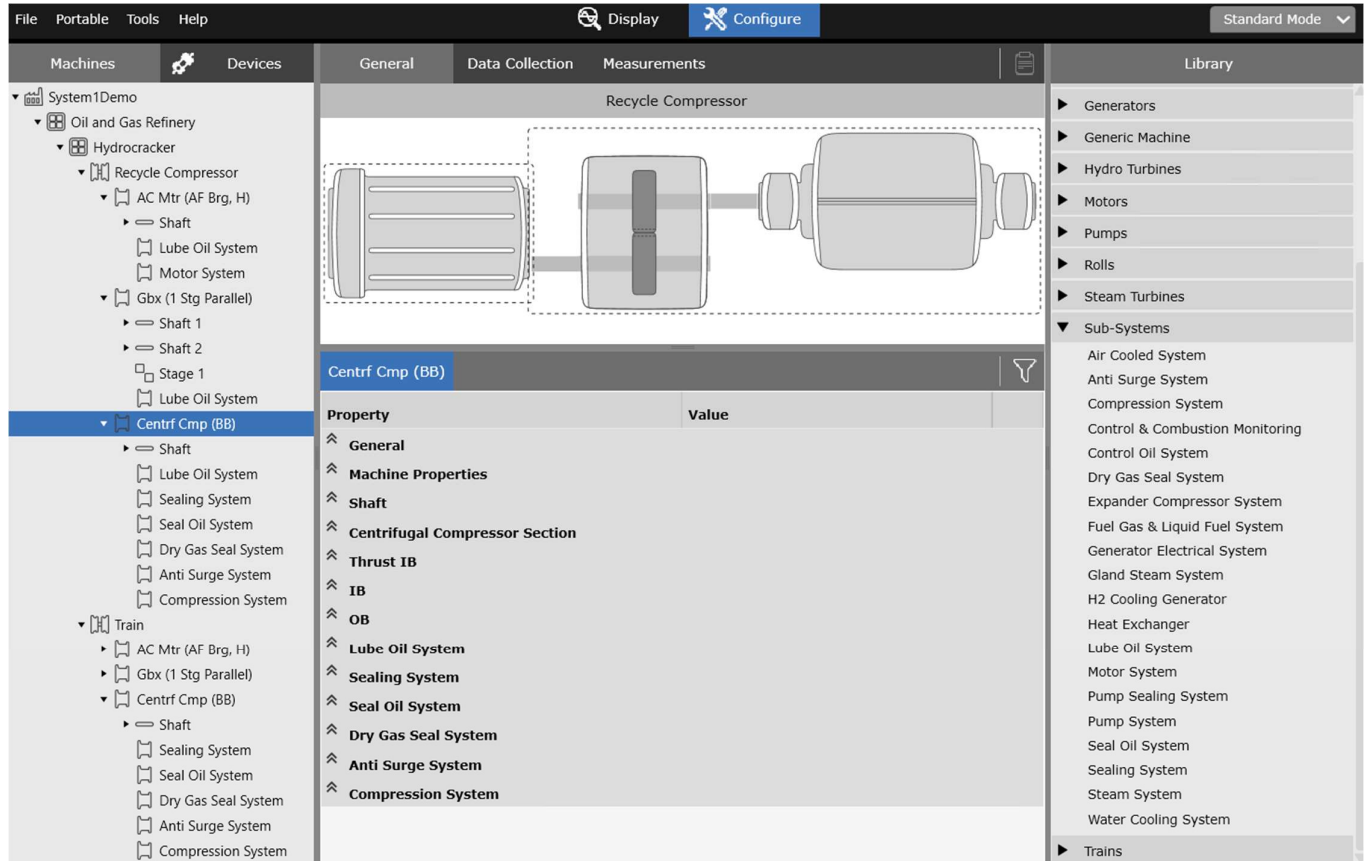 File Portable Tools Help
Display
Configure
Standard Mode
Machines
Devices
System1Demo
Oil and Gas Refinery
Hydrocracker
Recycle Compressor
AC Mtr (AF Brg, H)
Shaft
Lube Oil System
Motor System
Gbx (1 Stg Parallel)
Shaft 1
Shaft 2
Stage 1
Lube Oil System
Centrf Cmp (BB)
Shaft
Lube Oil System
Sealing System
Seal Oil System
Dry Gas Seal System
Anti Surge System
Compression System
Train
AC Mtr (AF Brg, H)
Gbx (1 Stg Parallel)
Centrf Cmp (BB)
Shaft
Sealing System
Seal Oil System
Dry Gas Seal System
Anti Surge System
Compression System
General
Data Collection
Measurements
Recycle Compressor
Centrf Cmp (BB)
Property Value
General
Machine Properties
Shaft
Centrifugal Compressor Section
Thrust IB
IB
OB
Lube Oil System
Sealing System
Seal Oil System
Dry Gas Seal System
Anti Surge System
Compression System
Library
Generators
Generic Machine
Hydro Turbines
Motors
Pumps
Rolls
Steam Turbines
Sub-Systems
Air Cooled System
Anti Surge System
Compression System
Control & Combustion Monitoring
Control Oil System
Dry Gas Seal System
Expander Compressor System
Fuel Gas & Liquid Fuel System
Generator Electrical System
Gland Steam System
H2 Cooling Generator
Heat Exchanger
Lube Oil System
Motor System
Pump Sealing System
Pump System
Seal Oil System
Sealing System
Steam System
Water Cooling System
Trains